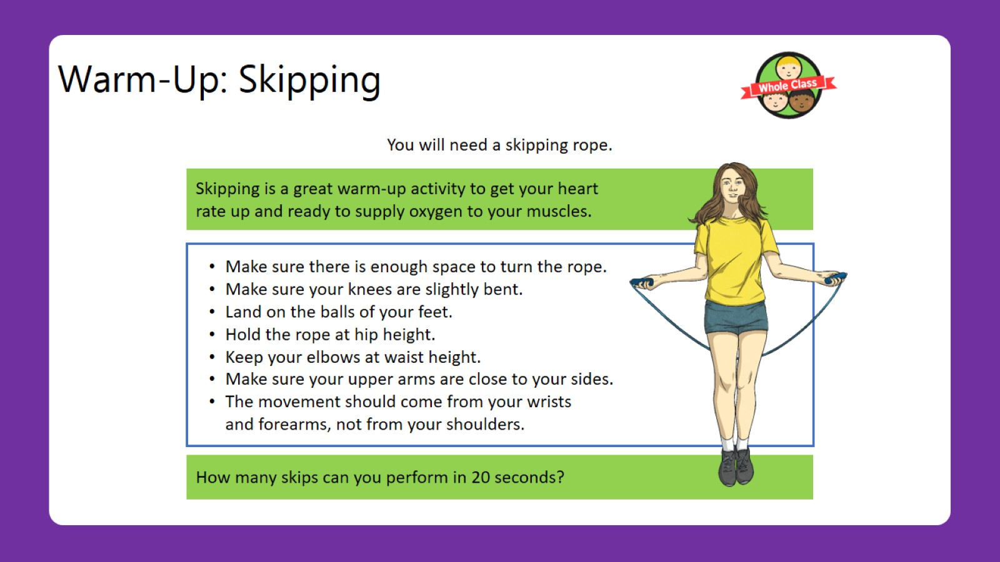 Warm-Up: Skipping
Whole Class
You will need a skipping rope.
Skipping is a great warm-up activity to get your heart
rate up and ready to supply oxygen to your muscles.
• Make sure there is enough space to turn the rope.
• Make sure your knees are slightly bent.
• Land on the balls of your feet.
• Hold the rope at hip height.
• Keep your elbows at waist height.
• Make sure your upper arms are close to your sides.
• The movement should come from your wrists
and forearms, not from your shoulders.
How many skips can you perform in 20 seconds?